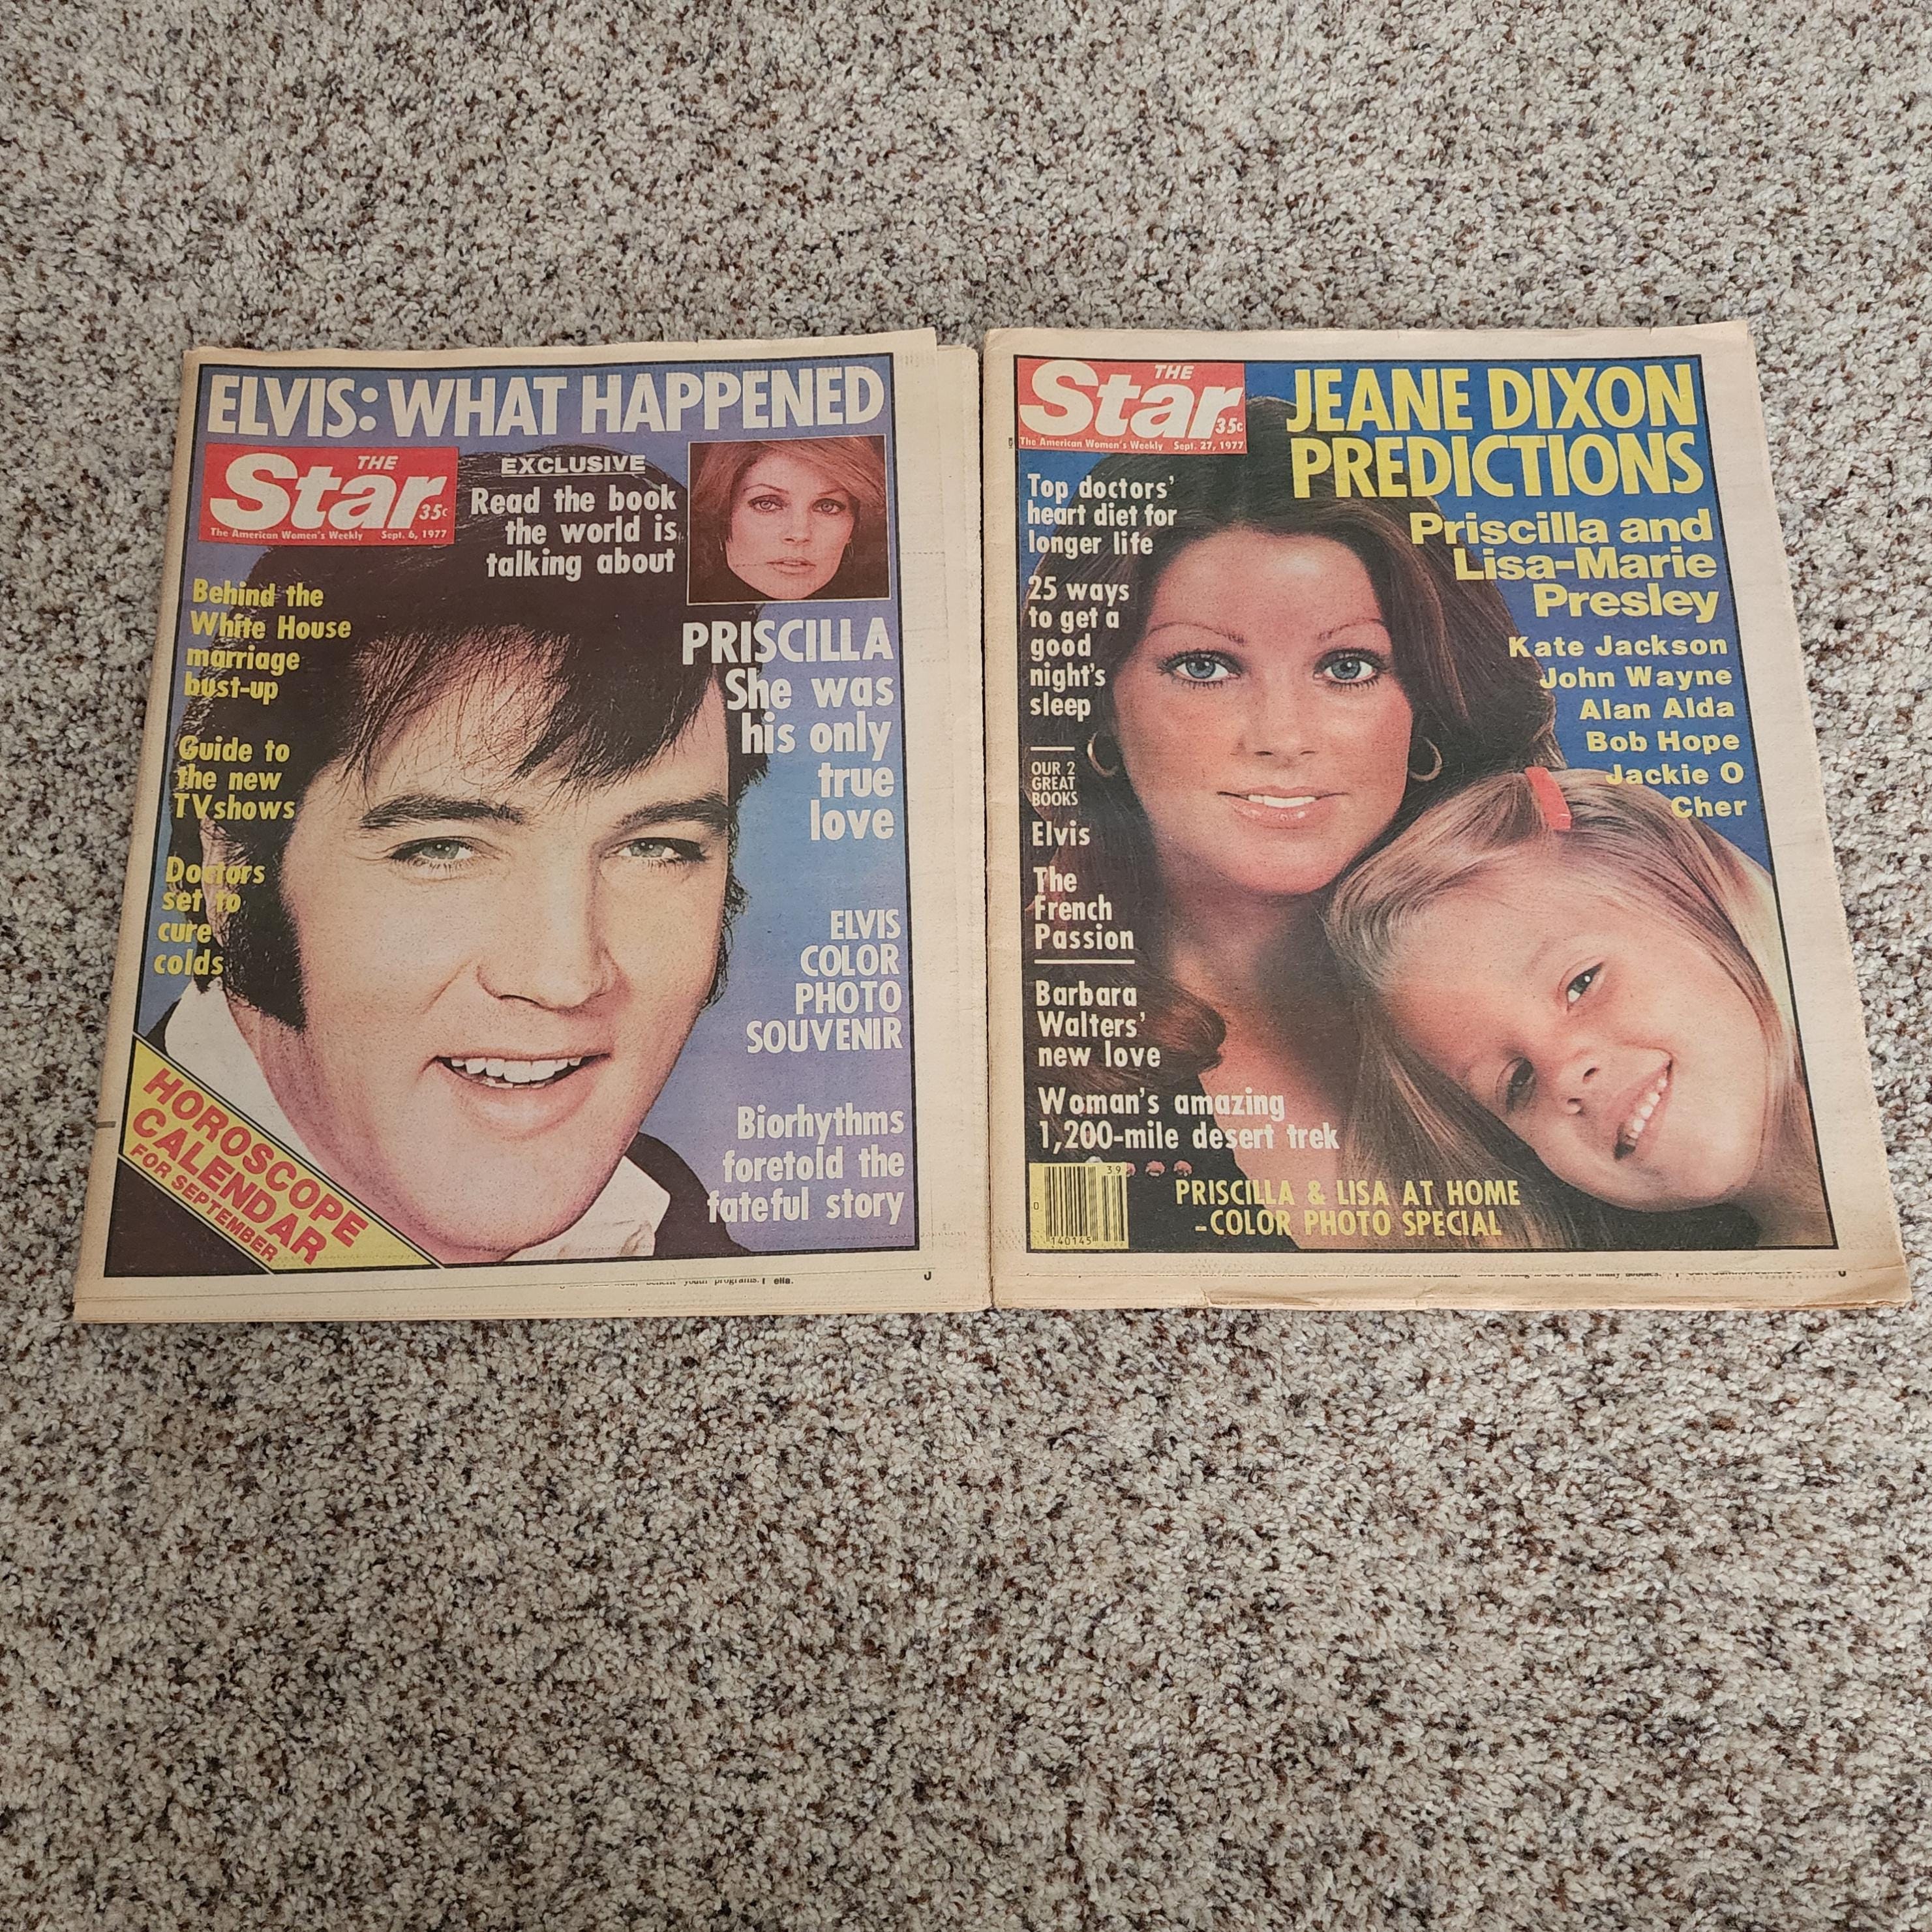 ELVIS: WHAT HAPPENED
THE
Star
35c
The American Women's Weekly Sept. 6, 1977
EXCLUSIVE
Read the book
the world is
talking about
Behind the
White House
marriage
bust-up
Guide to
the new
TV shows
Doctors
set to
cure
colds
PRISCILLA
She was
his only
true
love
ELVIS
COLOR
PHOTO
SOUVENIR
Biorhythms
foretold the
fateful story
HOROSCOPE
CALENDAR
FOR SEPTEMBER
youth programs.
J
THE
Star
35c
The American Women's Weekly Sept. 27, 1977
JEANE DIXON
PREDICTIONS
Priscilla and
Lisa-Marie
Presley
Kate Jackson
John Wayne
Alan Alda
Bob Hope
Jackie O
Cher
Top doctors'
heart diet for
longer life
25 ways
to get a
good
night's
sleep
OUR 2
GREAT
BOOKS
Elvis
The
French
Passion
Barbara
Walters'
new love
Woman's amazing
1,200-mile desert trek
39
0
140145
PRISCILLA & LISA AT HOME
-COLOR PHOTO SPECIAL